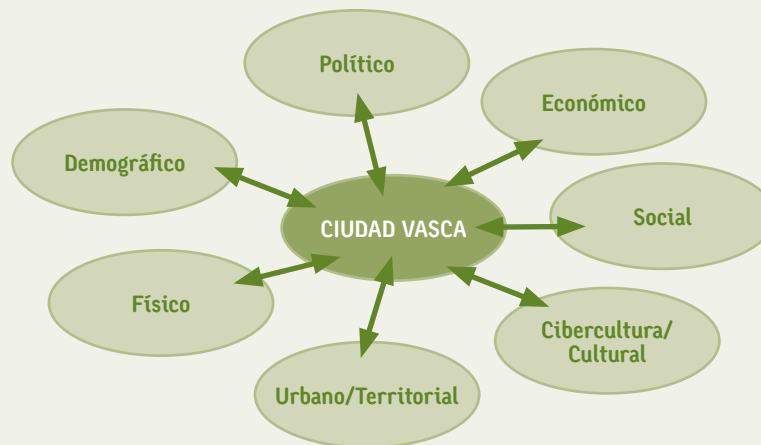 Político
Económico
Demográfico
CIUDAD VASCA
Social
Físico
Cibercultura/
Cultural
Urbano/Territorial